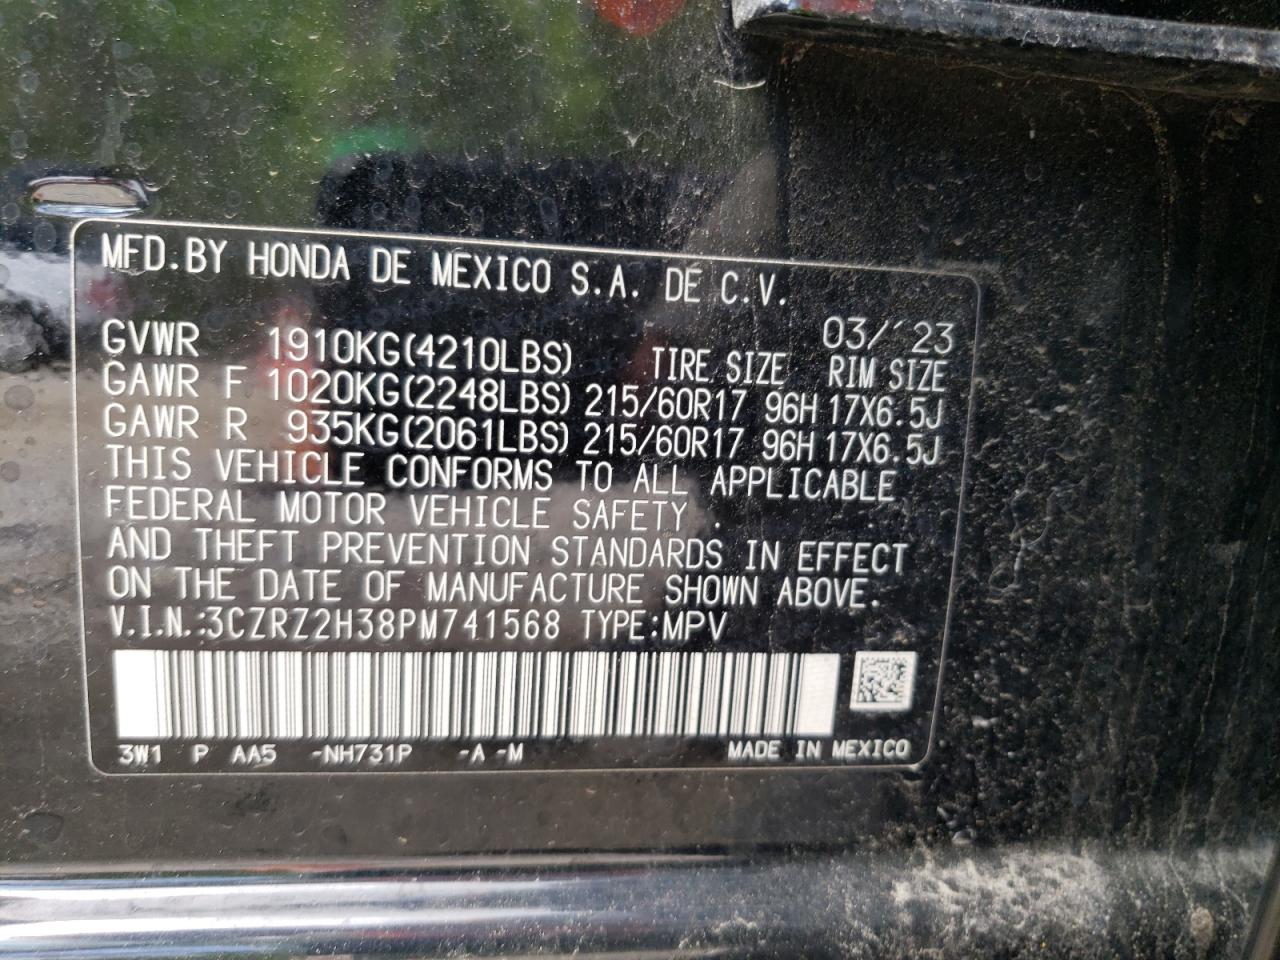 MFD.BY HONDA DE MEXICO S.A. DE C.V.
03/´23
GVWR 1910KG(4210LBS) TIRE SIZE RIM SIZE
GAWR F 1020KG(2248LBS) 215/60R17 96H 17X6.5J
GAWR R 935KG(2061LBS) 215/60R17 96H 17X6.5J
THIS VEHICLE CONFORMS TO ALL APPLICABLE
FEDERAL MOTOR VEHICLE SAFETY .
AND THEFT PREVENTION STANDARDS IN EFFECT
ON THE DATE OF MANUFACTURE SHOWN ABOVE.
V.I.N.:3CZRZ2H38PM741568 TYPE:MPV
3W1 P AA5 -NH731P -A -M MADE IN MEXICO